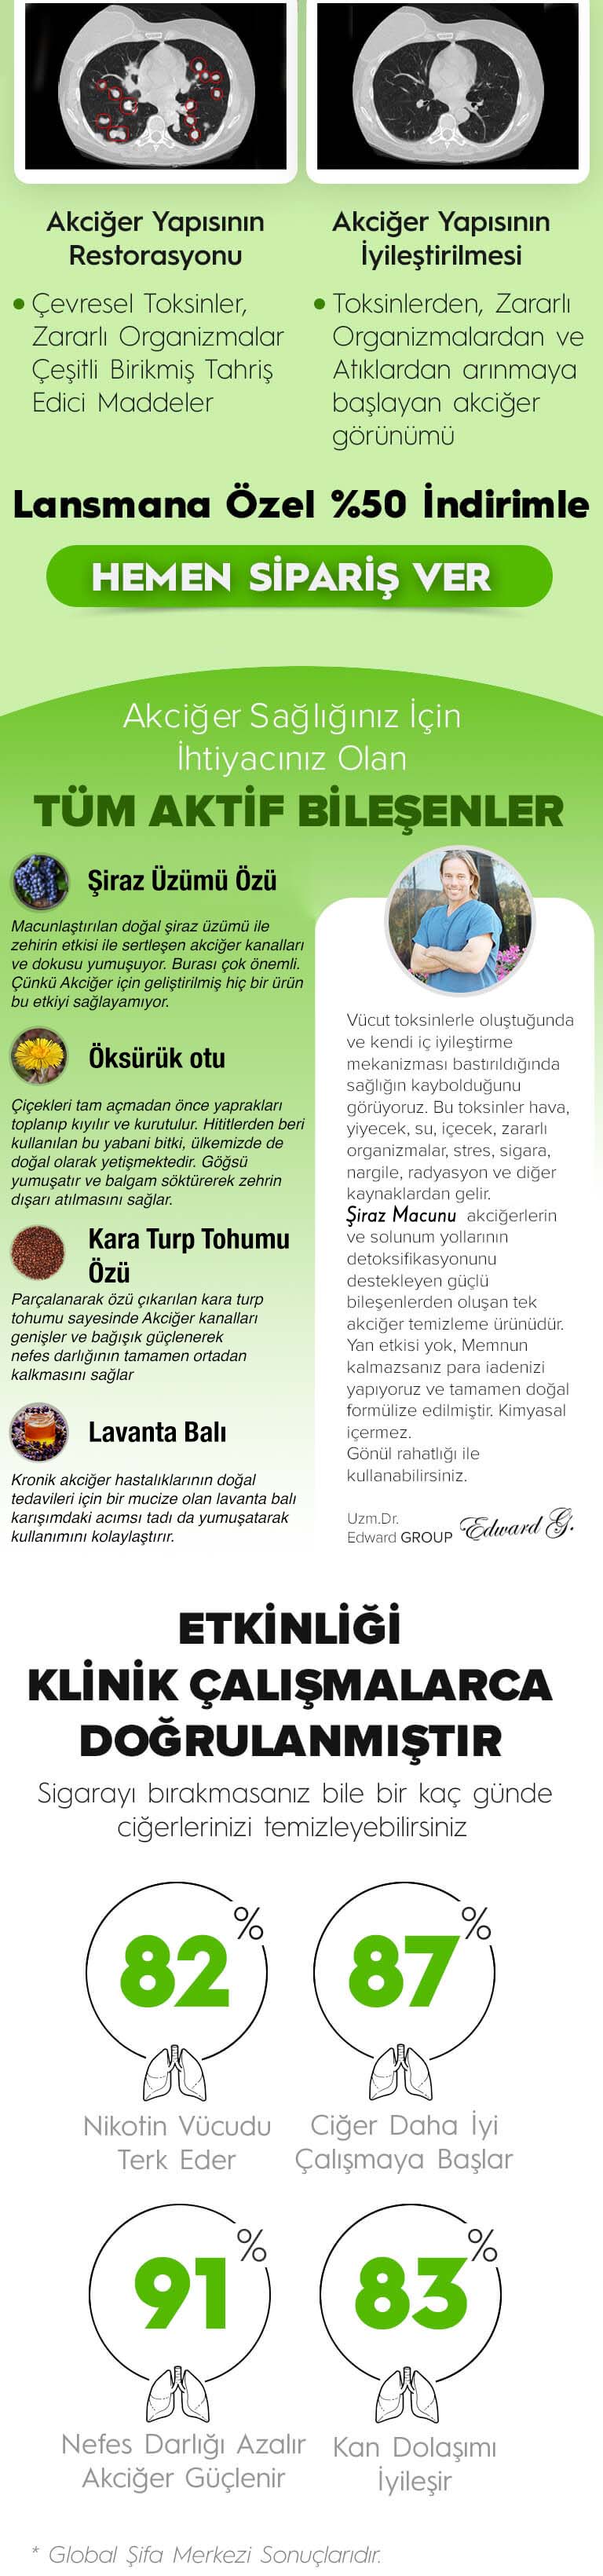 Akciğer Yapısının
Restorasyonu
• Çevresel Toksinler,
Zararlı Organizmalar
Çeşitli Birikmiş Tahriş
Edici Maddeler
Akciğer Yapısının
İyileştirilmesi
• Toksinlerden, Zararlı
Organizmalardan ve
Atıklardan arınmaya
başlayan akciğer
görünümü
Lansmana Özel %50 İndirimle
HEMEN SİPARİŞ VER
Akciğer Sağlığınız İçin
İhtiyacınız Olan
TÜM AKTİF BİLEŞENLER
Şiraz Üzümü Özü
Macunlaştırılan doğal şiraz üzümü ile
zehirin etkisi ile sertleşen akciğer kanalları
ve dokusu yumuşuyor. Burası çok önemli.
Çünkü Akciğer için geliştirilmiş hiç bir ürün
bu etkiyi sağlayamıyor.
Öksürük otu
Çiçekleri tam açmadan önce yaprakları
toplanıp kıyılır ve kurutulur. Hititlerden beri
kullanılan bu yabani bitki, ülkemizde de
doğal olarak yetişmektedir. Göğsü
yumuşatır ve balgam söktürerek zehrin
dışarı atılmasını sağlar.
Kara Turp Tohumu
Özü
Parçalanarak özü çıkarılan kara turp
tohumu sayesinde Akciğer kanalları
genişler ve bağışık güçlenerek
nefes darlığının tamamen ortadan
kalkmasını sağlar
Lavanta Balı
Kronik akciğer hastalıklarının doğal
tedavileri için bir mucize olan lavanta balı
karışımdaki acımsı tadı da yumuşatarak
kullanımını kolaylaştırır.
Vücut toksinlerle oluştuğunda
ve kendi iç iyileştirme
mekanizması bastırıldığında
sağlığın kaybolduğunu
görüyoruz. Bu toksinler hava,
yiyecek, su, içecek, zararlı
organizmalar, stres, sigara,
nargile, radyasyon ve diğer
kaynaklardan gelir.
Şiraz Macunu akciğerlerin
ve solunum yollarının
detoksifikasyonunu
destekleyen güçlü
bileşenlerden oluşan tek
akciğer temizleme ürünüdür.
Yan etkisi yok, Memnun
kalmazsanız para iadenizi
yapıyoruz ve tamamen doğal
formülize edilmiştir. Kimyasal
içermez.
Gönül rahatlığı ile
kullanabilirsiniz.
Uzm.Dr.
Edward GROUP Edward G.
ETKİNLİĞİ
KLİNİK ÇALIŞMALARCA
DOĞRULANMIŞTIR
Sigarayı bırakmasanız bile bir kaç günde
ciğerlerinizi temizleyebilirsiniz
82%
Nikotin Vücudu
Terk Eder
87%
Ciğer Daha İyi
Çalışmaya Başlar
91%
Nefes Darlığı Azalır
Akciğer Güçlenir
83%
Kan Dolaşımı
İyileşir
* Global Şifa Merkezi Sonuçlarıdır.